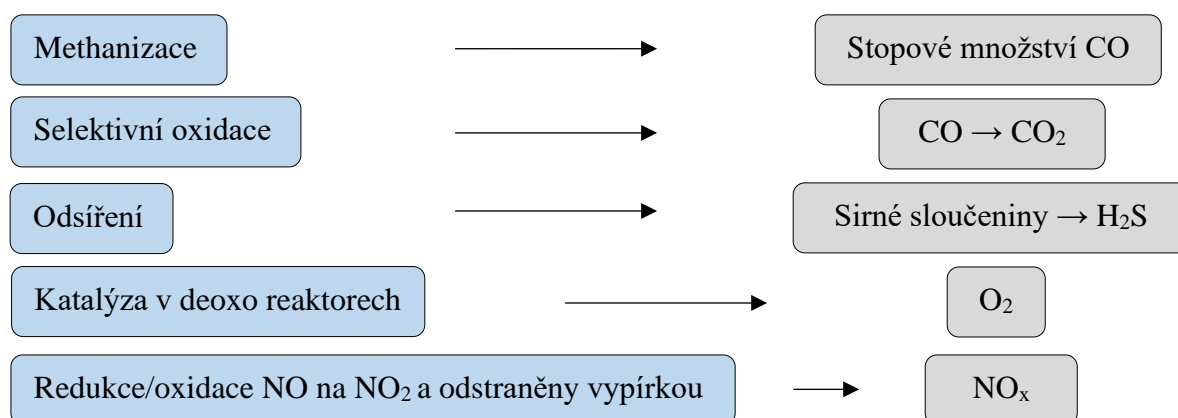 Methanizace
Stopové množství CO
Selektivní oxidace
CO → CO₂
Odsíření
Sirné sloučeniny → H₂S
Katalýza v deoxo reaktorech
O₂
Redukce/oxidace NO na NO₂ a odstraněny vypírkou
NOₓ